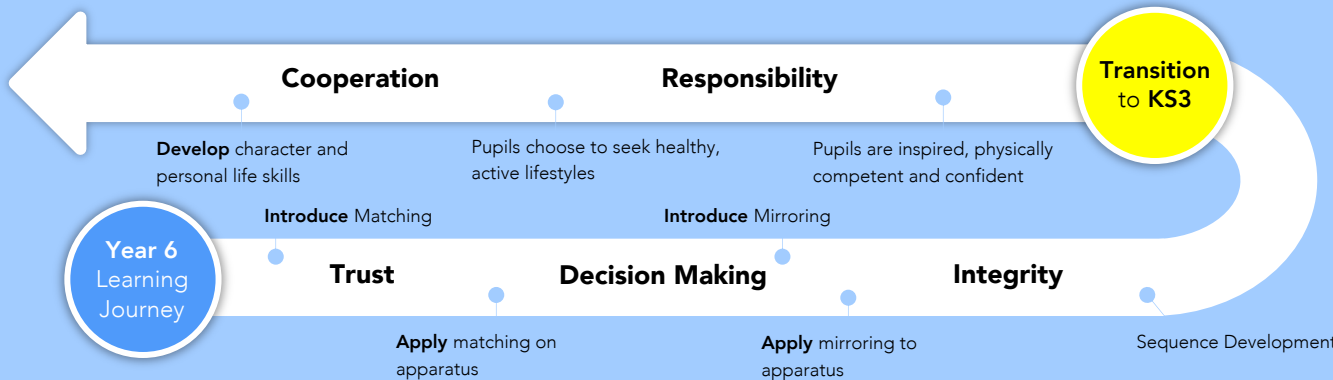 Cooperation
Responsibility
Transition
to KS3
Develop character and
personal life skills
Pupils choose to seek healthy,
active lifestyles
Pupils are inspired, physically
competent and confident
Introduce Matching
Introduce Mirroring
Year 6
Learning
Journey
Trust
Decision Making
Integrity
Apply matching on
apparatus
Apply mirroring to
apparatus
Sequence Development